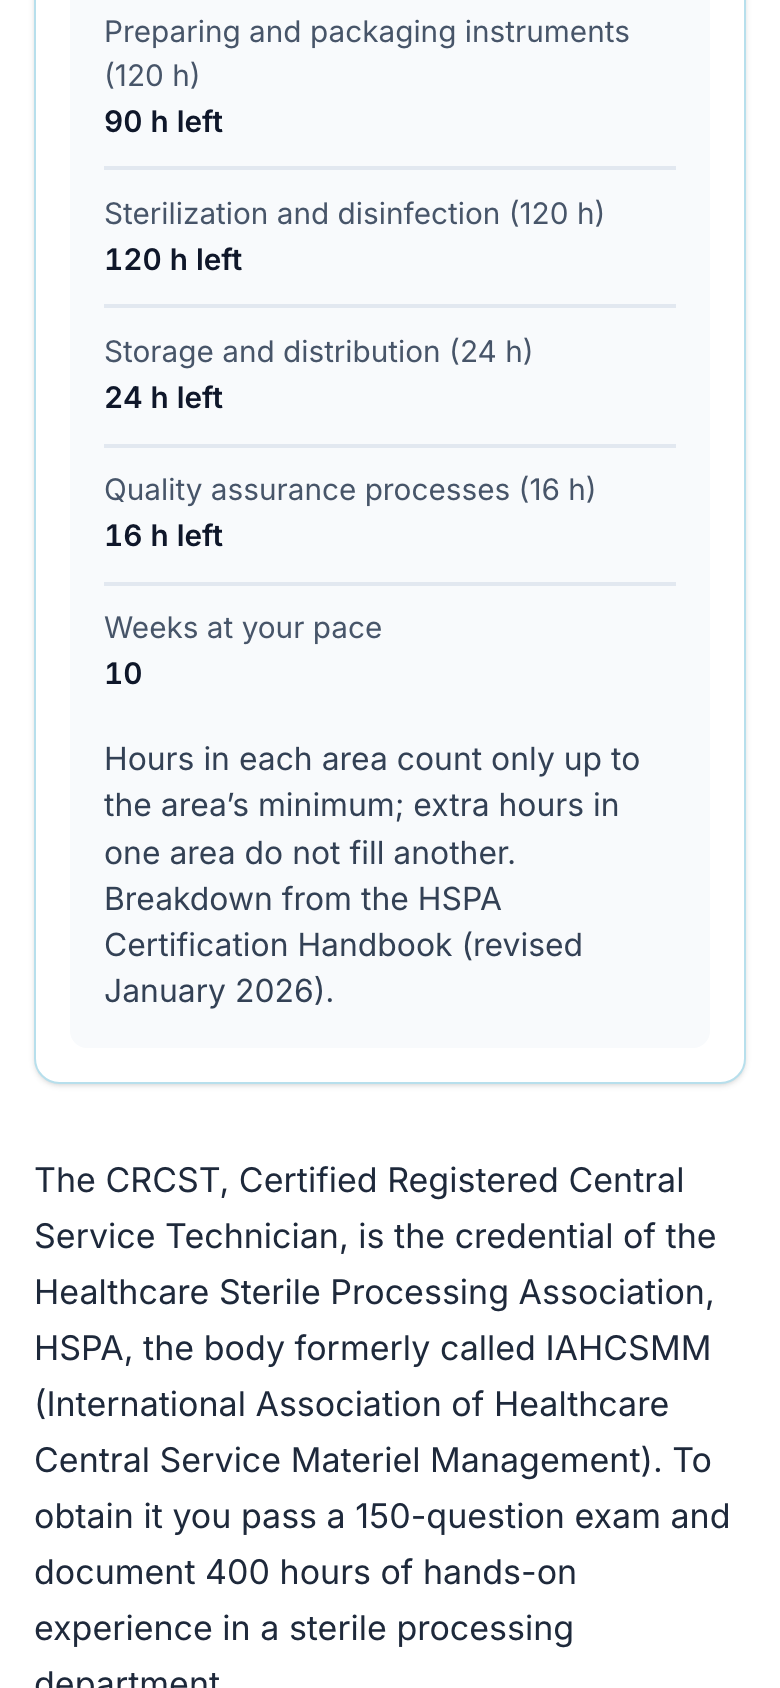 Preparing and packaging instruments
(120 h)
90 h left
Sterilization and disinfection (120 h)
120 h left
Storage and distribution (24 h)
24 h left
Quality assurance processes (16 h)
16 h left
Weeks at your pace
10
Hours in each area count only up to
the area’s minimum; extra hours in
one area do not fill another.
Breakdown from the HSPA
Certification Handbook (revised
January 2026).
The CRCST, Certified Registered Central
Service Technician, is the credential of the
Healthcare Sterile Processing Association,
HSPA, the body formerly called IAHCSMM
(International Association of Healthcare
Central Service Materiel Management). To
obtain it you pass a 150-question exam and
document 400 hours of hands-on
experience in a sterile processing
department